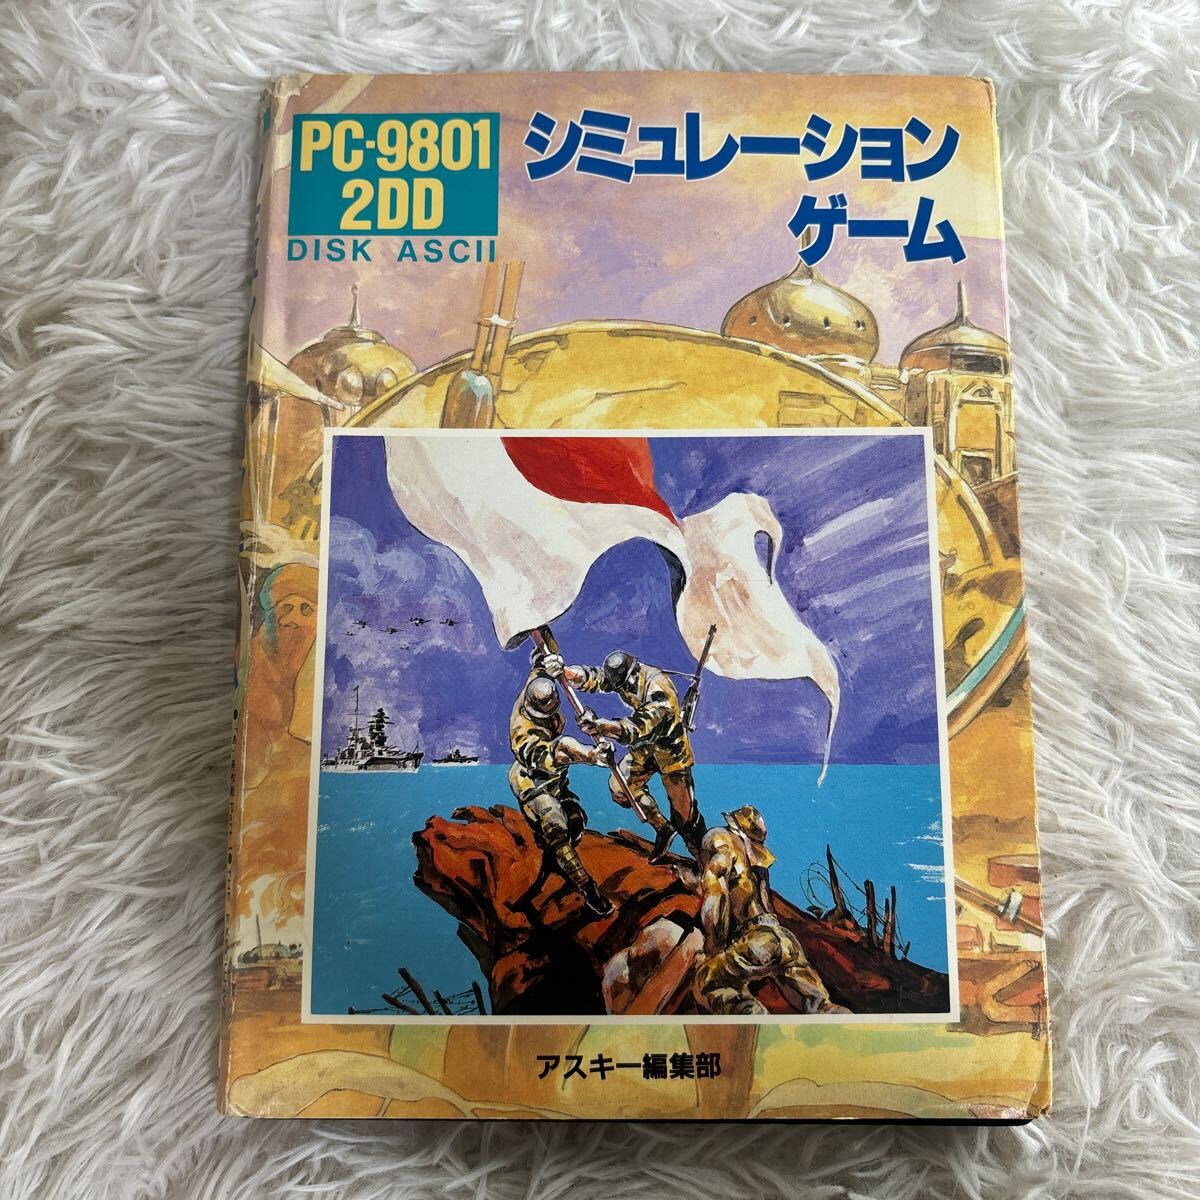 PC-9801
2DD
DISK ASCII
シミュレーション
ゲーム
アスキー編集部